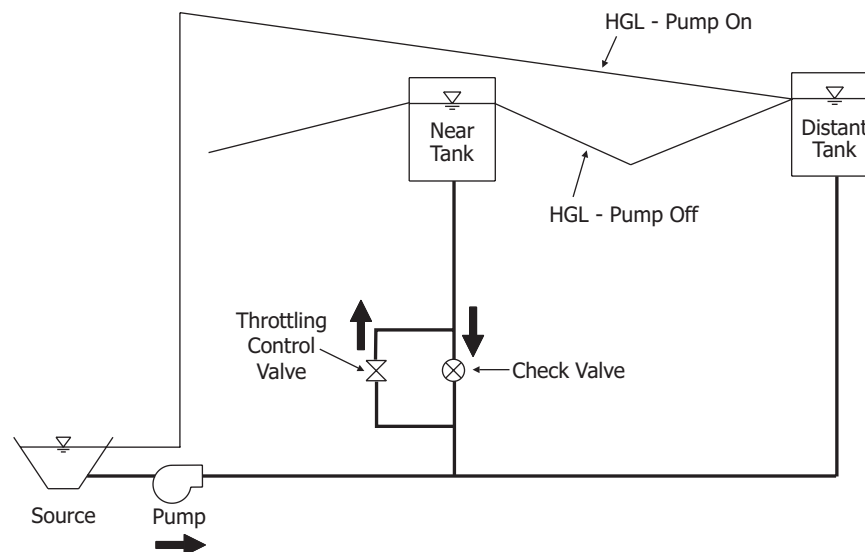 HGL - Pump On
Near
Tank
Distant
Tank
HGL - Pump Off
Throttling
Control
Valve
Check Valve
Source
Pump